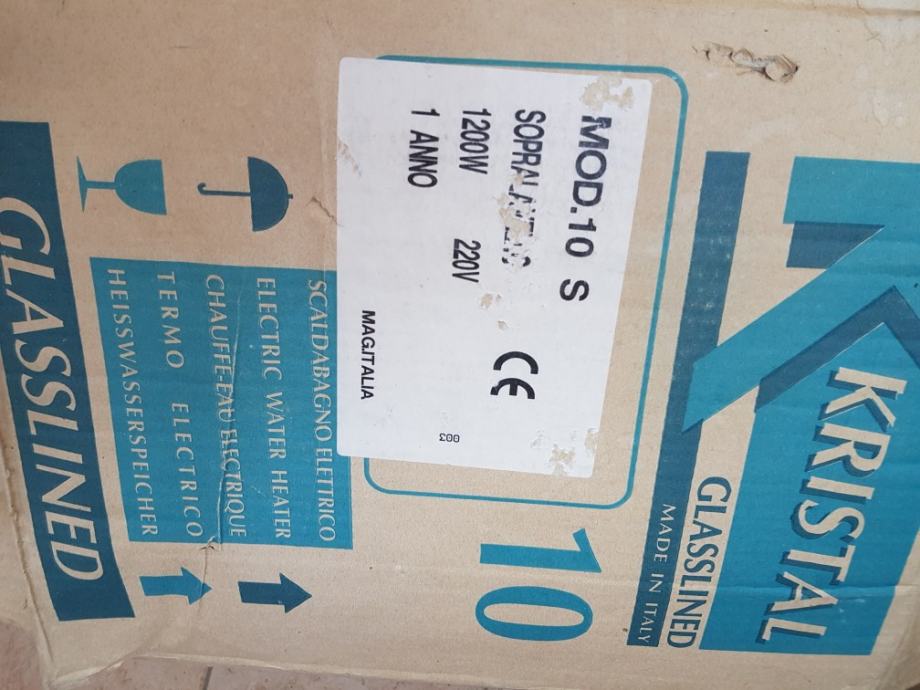 KRISTAL
GLASSLINED
MADE IN ITALY
MOD.10 S
1200W 220V
1 ANNO
CE
MAG.ITALIA
003
10
SCALDABAGNO ELETTRICO
ELECTRIC WATER HEATER
CHAUFFE-EAU ELECTRIQUE
TERMO ELECTRICO
HEISSWASSERSPEICHER
GLASSLINED